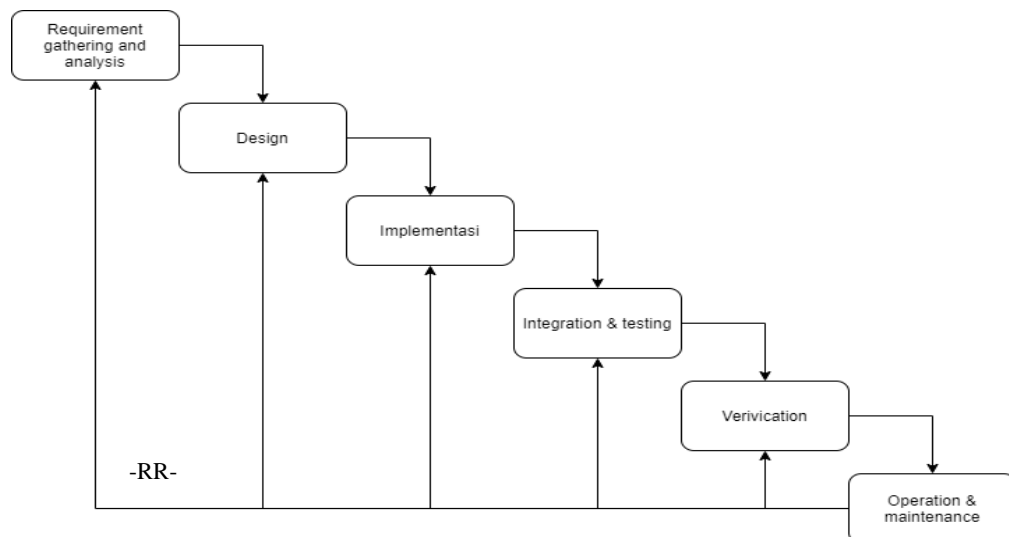 Requirement
gathering and
analysis
Design
Implementasi
Integration & testing
Verivication
-RR-
Operation &
maintenance